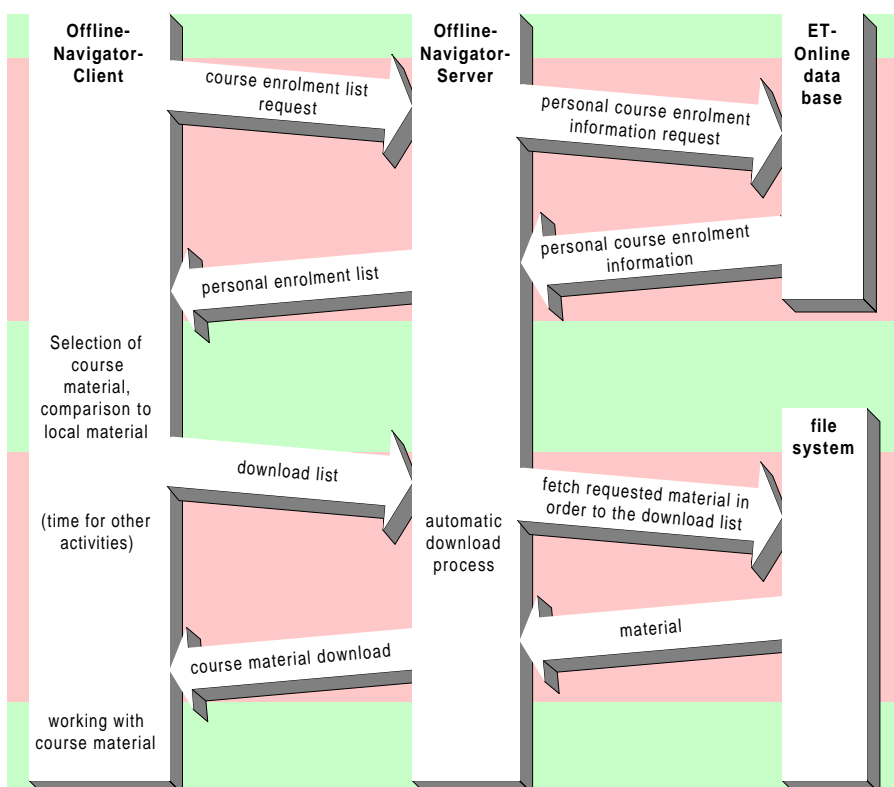 Offline-
Navigator-
Client
Offline-
Navigator-
Server
ET-
Online
data
base
course enrolment list
request
personal course enrolment
information request
personal course enrolment
information
personal enrolment list
Selection of
course
material,
comparison to
local material
file
system
download list
fetch requested material in
order to the download list
(time for other
activities)
automatic
download
process
material
course material download
working with
course material